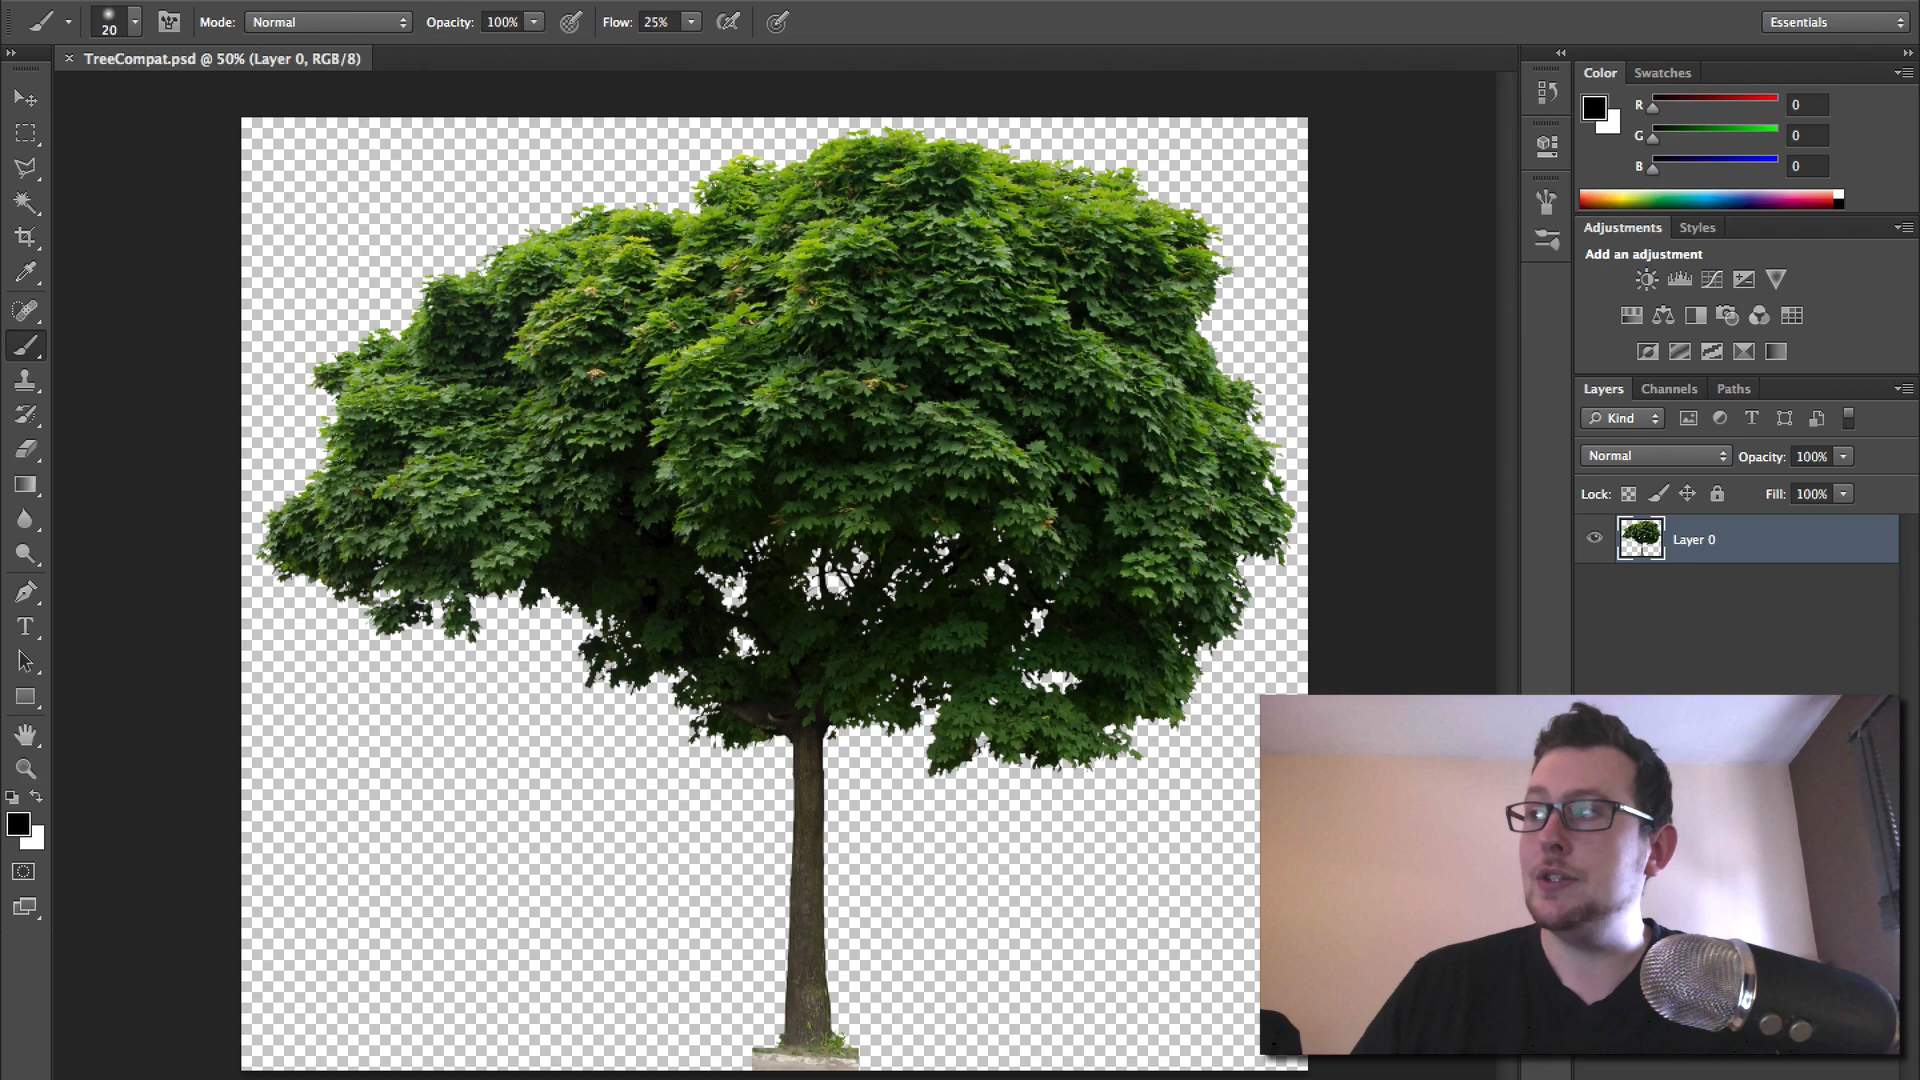 20
Mode: Normal
Opacity: 100%
Flow: 25%
Essentials
TreeCompat.psd @ 50% (Layer 0, RGB/8)
Color
Swatches
R 0
G 0
B 0
Adjustments
Styles
Add an adjustment
Layers
Channels
Paths
Kind
Normal
Opacity: 100%
Lock:
Fill: 100%
Layer 0